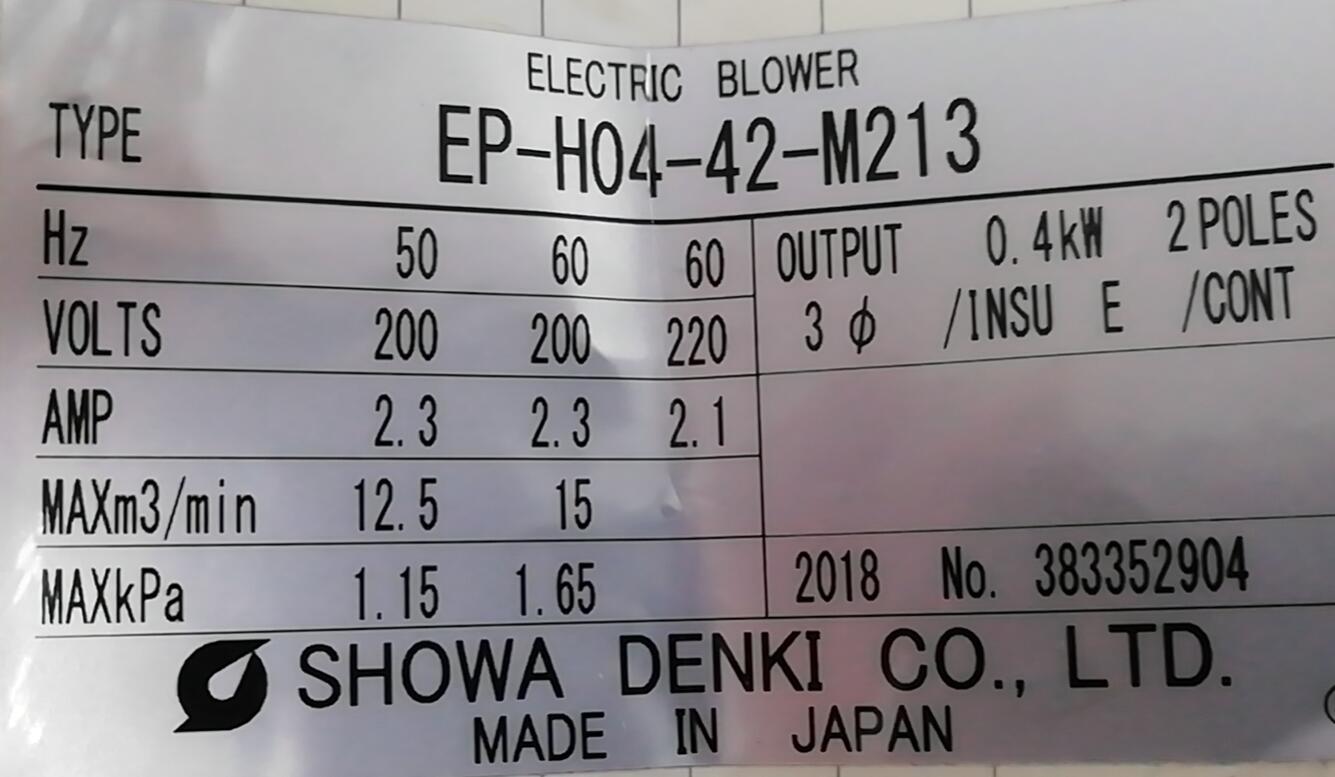 ELECTRIC BLOWER
TYPE EP-H04-42-M213
Hz 50 60 60 OUTPUT 0.4kW 2 POLES
VOLTS 200 200 220 3 φ /INSU E /CONT
AMP 2.3 2.3 2.1
MAXm3/min 12.5 15
MAXkPa 1.15 1.65 2018 No. 383352904
SHOWA DENKI CO., LTD.
MADE IN JAPAN